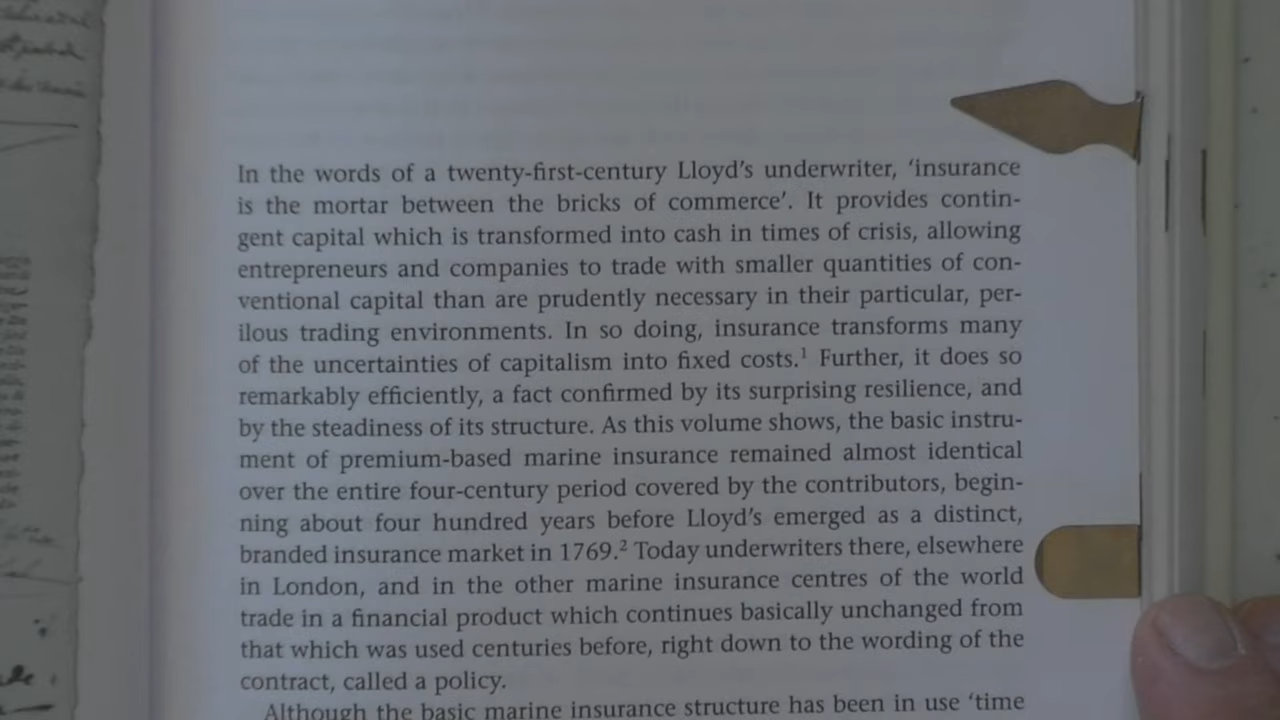 In the words of a twenty-first-century Lloyd's underwriter, ‘insurance
is the mortar between the bricks of commerce’. It provides contin-
gent capital which is transformed into cash in times of crisis, allowing
entrepreneurs and companies to trade with smaller quantities of con-
ventional capital than are prudently necessary in their particular, per-
ilous trading environments. In so doing, insurance transforms many
of the uncertainties of capitalism into fixed costs.¹ Further, it does so
remarkably efficiently, a fact confirmed by its surprising resilience, and
by the steadiness of its structure. As this volume shows, the basic instru-
ment of premium-based marine insurance remained almost identical
over the entire four-century period covered by the contributors, begin-
ning about four hundred years before Lloyd's emerged as a distinct,
branded insurance market in 1769.² Today underwriters there, elsewhere
in London, and in the other marine insurance centres of the world
trade in a financial product which continues basically unchanged from
that which was used centuries before, right down to the wording of the
contract, called a policy.
Although the basic marine insurance structure has been in use ‘time